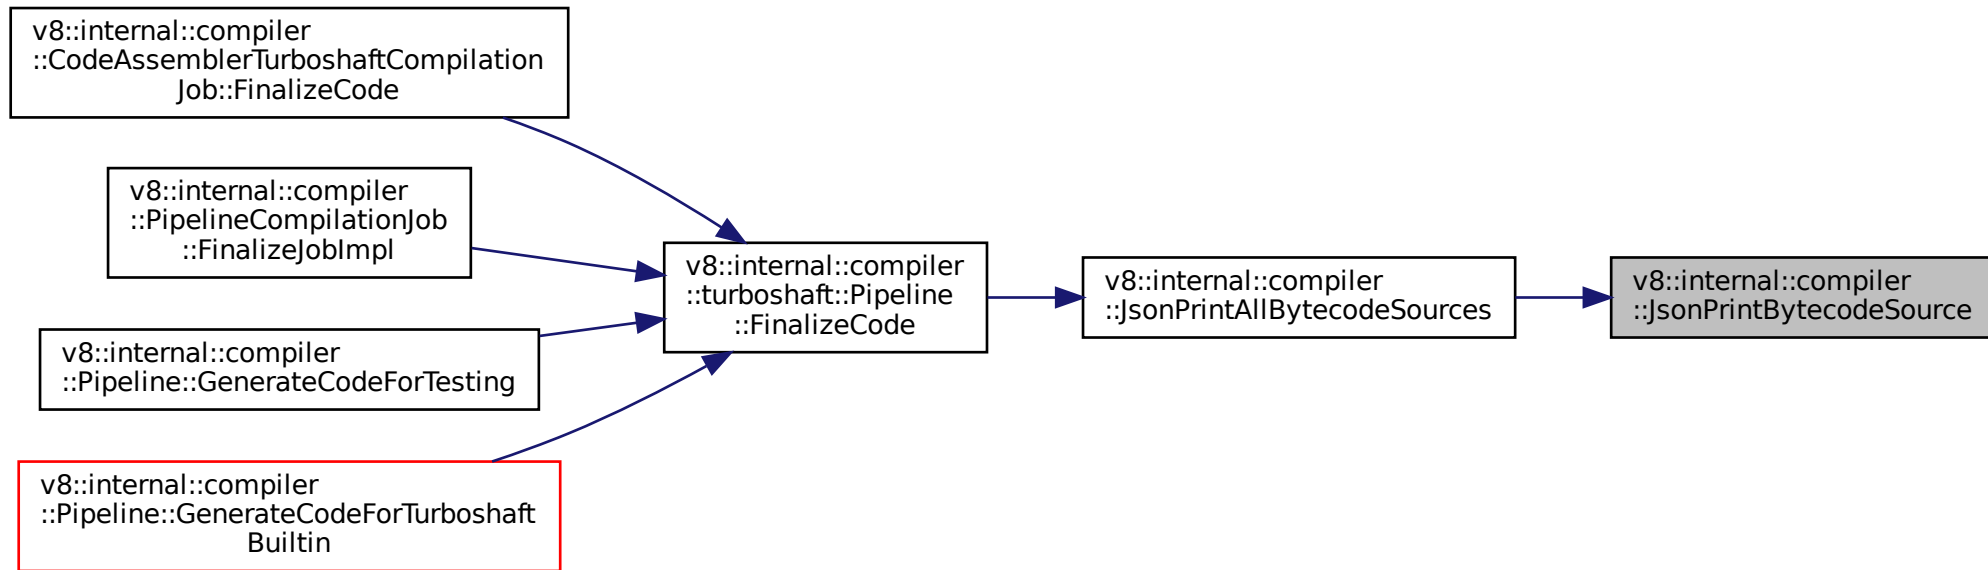 v8::internal::compiler
::CodeAssemblerTurboshaftCompilation
Job::FinalizeCode
v8::internal::compiler
::PipelineCompilationJob
::FinalizeJobImpl
v8::internal::compiler
::Pipeline::GenerateCodeForTesting
v8::internal::compiler
::Pipeline::GenerateCodeForTurboshaft
Builtin
v8::internal::compiler
::turboshaft::Pipeline
::FinalizeCode
v8::internal::compiler
::JsonPrintAllBytecodeSources
v8::internal::compiler
::JsonPrintBytecodeSource